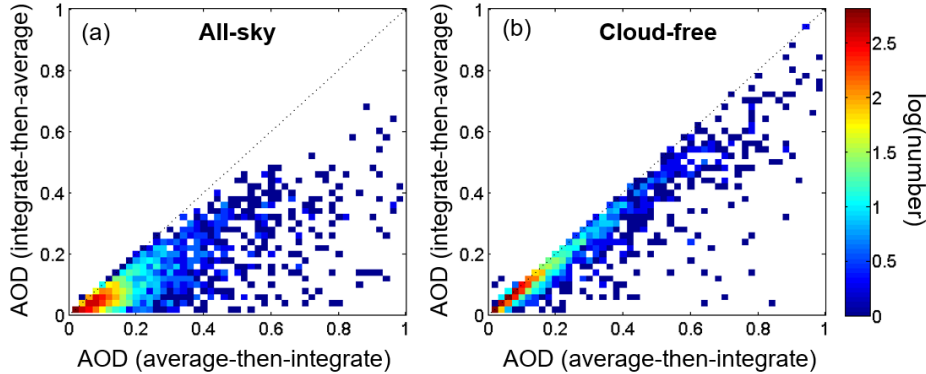 (a) All-sky
AOD (integrate-then-average)
1
0.8
0.6
0.4
0.2
0
0 0.2 0.4 0.6 0.8 1
AOD (average-then-integrate)
(b) Cloud-free
AOD (integrate-then-average)
1
0.8
0.6
0.4
0.2
0
0 0.2 0.4 0.6 0.8 1
AOD (average-then-integrate)
2.5
2
1.5
1
0.5
0
log(number)